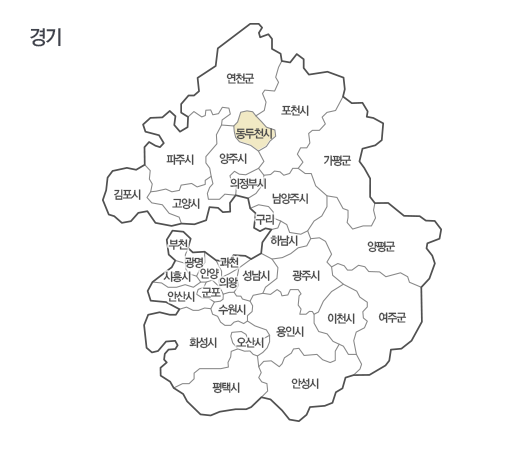 경기
연천군
포천시
동두천시
가평군
파주시
양주시
의정부시
김포시
고양시
남양주시
구리
부천
하남시
양평군
광명
과천
시흥시
안양
의왕
성남시
광주시
안산시
군포
수원시
이천시
여주군
화성시
오산시
용인시
평택시
안성시